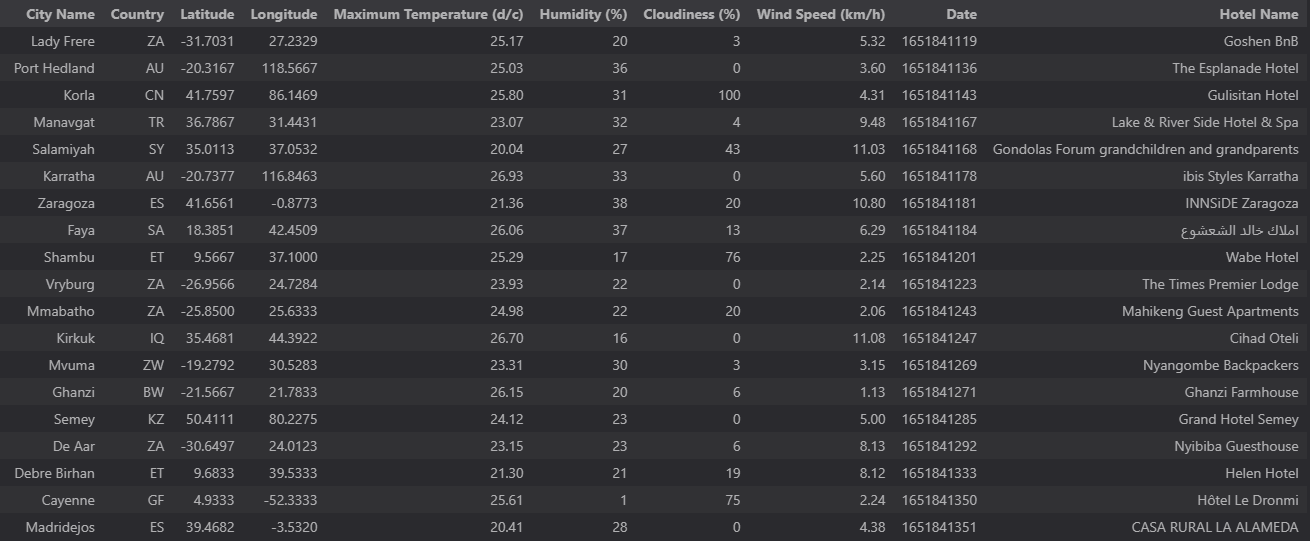 City Name Country Latitude Longitude Maximum Temperature (d/c) Humidity (%) Cloudiness (%) Wind Speed (km/h) Date Hotel Name
Lady Frere ZA -31.7031 27.2329 25.17 20 3 5.32 1651841119 Goshen BnB
Port Hedland AU -20.3167 118.5667 25.03 36 0 3.60 1651841136 The Esplanade Hotel
Korla CN 41.7597 86.1469 25.80 31 100 4.31 1651841143 Gulisitan Hotel
Manavgat TR 36.7867 31.4431 23.07 32 4 9.48 1651841167 Lake & River Side Hotel & Spa
Salamiyah SY 35.0113 37.0532 20.04 27 43 11.03 1651841168 Gondolas Forum grandchildren and grandparents
Karratha AU -20.7377 116.8463 26.93 33 0 5.60 1651841178 ibis Styles Karratha
Zaragoza ES 41.6561 -0.8773 21.36 38 20 10.80 1651841181 INNSiDE Zaragoza
Faya SA 18.3851 42.4509 26.06 37 13 6.29 1651841184 املاك خالد الشعشوع
Shambu ET 9.5667 37.1000 25.29 17 76 2.25 1651841201 Wabe Hotel
Vryburg ZA -26.9566 24.7284 23.93 22 0 2.14 1651841223 The Times Premier Lodge
Mmabatho ZA -25.8500 25.6333 24.98 22 20 2.06 1651841243 Mahikeng Guest Apartments
Kirkuk IQ 35.4681 44.3922 26.70 16 0 11.08 1651841247 Cihad Oteli
Mvuma ZW -19.2792 30.5283 23.31 30 3 3.15 1651841269 Nyangombe Backpackers
Ghanzi BW -21.5667 21.7833 26.15 20 6 1.13 1651841271 Ghanzi Farmhouse
Semey KZ 50.4111 80.2275 24.12 23 0 5.00 1651841285 Grand Hotel Semey
De Aar ZA -30.6497 24.0123 23.15 23 6 8.13 1651841292 Nyibiba Guesthouse
Debre Birhan ET 9.6833 39.5333 21.30 21 19 8.12 1651841333 Helen Hotel
Cayenne GF 4.9333 -52.3333 25.61 1 75 2.24 1651841350 Hôtel Le Dronmi
Madridejos ES 39.4682 -3.5320 20.41 28 0 4.38 1651841351 CASA RURAL LA ALAMEDA